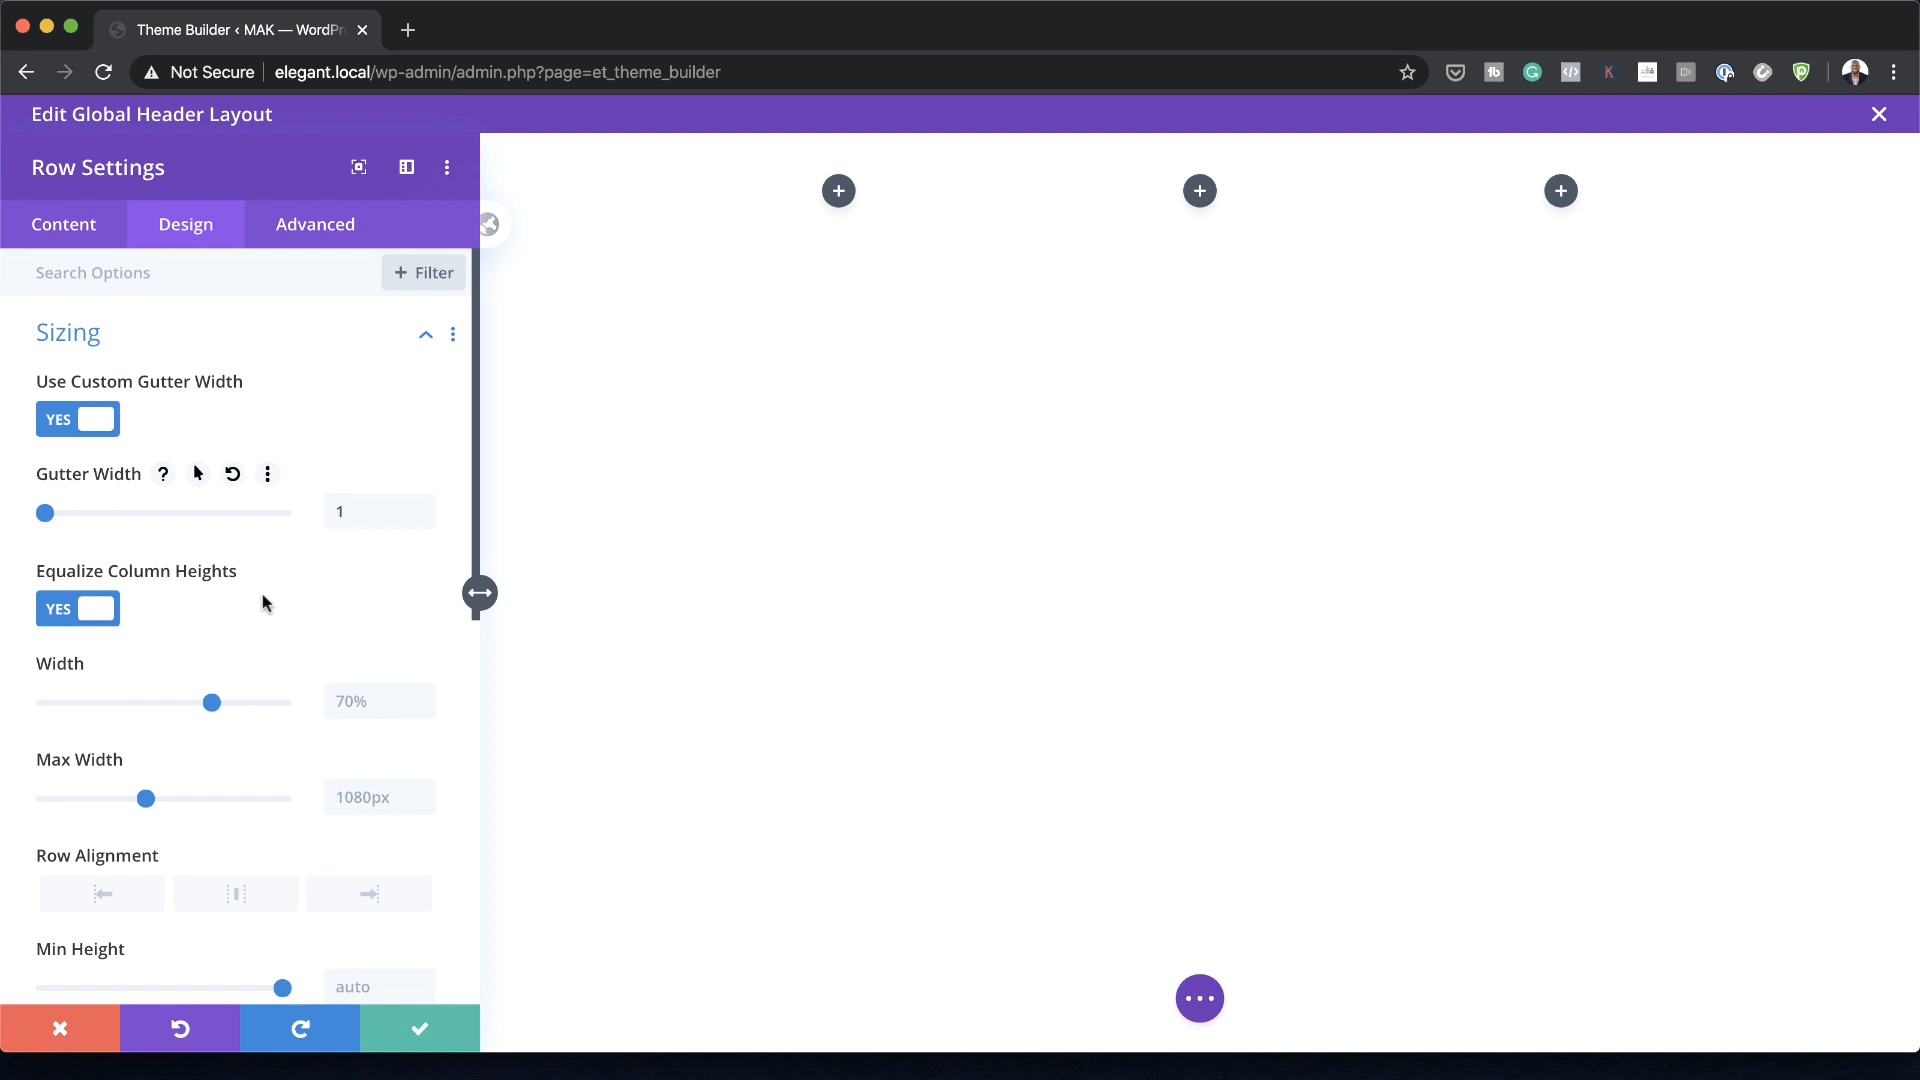 Theme Builder ‹ MAK — WordPr
Not Secure
elegant.local/wp-admin/admin.php?page=et_theme_builder
Edit Global Header Layout
Row Settings
Content
Design
Advanced
Search Options
+ Filter
Sizing
Use Custom Gutter Width
YES
Gutter Width ?
1
Equalize Column Heights
YES
Width
70%
Max Width
1080px
Row Alignment
Min Height
auto